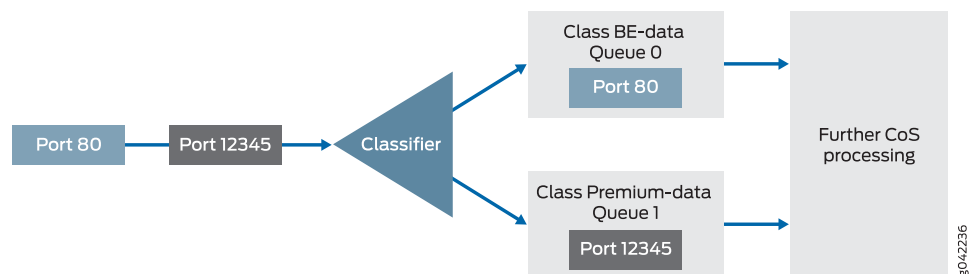 Port 80
Port 12345
Classifier
Class BE-data
Queue 0
Port 80
Class Premium-data
Queue 1
Port 12345
Further CoS
processing